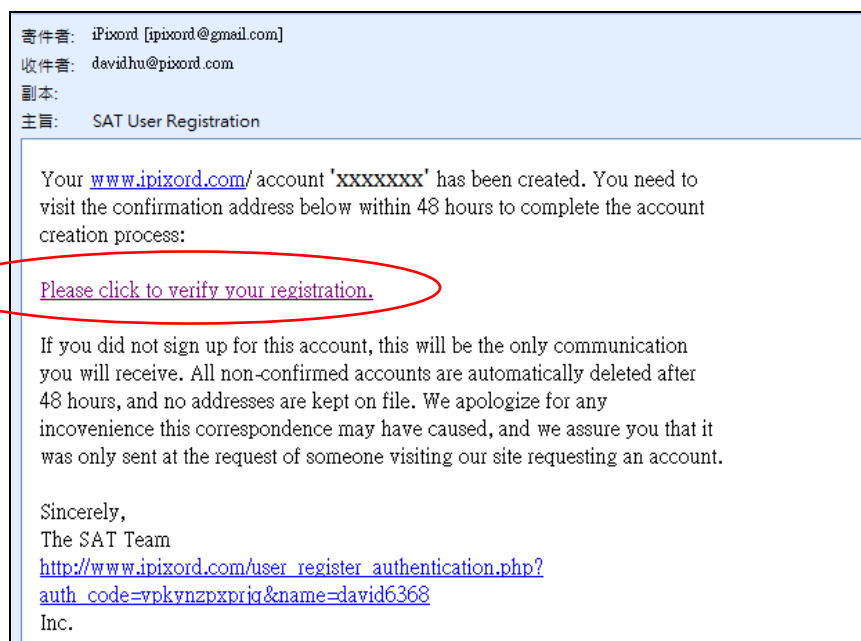 寄件者: iPixord [ipixord@gmail.com]
收件者: davidhu@pixord.com
副本:
主旨: SAT User Registration
Your www.ipixord.com/ account 'xxxxxxx' has been created. You need to
visit the confirmation address below within 48 hours to complete the account
creation process:
Please click to verify your registration.
If you did not sign up for this account, this will be the only communication
you will receive. All non-confirmed accounts are automatically deleted after
48 hours, and no addresses are kept on file. We apologize for any
incovenience this correspondence may have caused, and we assure you that it
was only sent at the request of someone visiting our site requesting an account.
Sincerely,
The SAT Team
http://www.ipixord.com/user_register_authentication.php?
auth_code=vpkynzpxprjq&name=david6368
Inc.